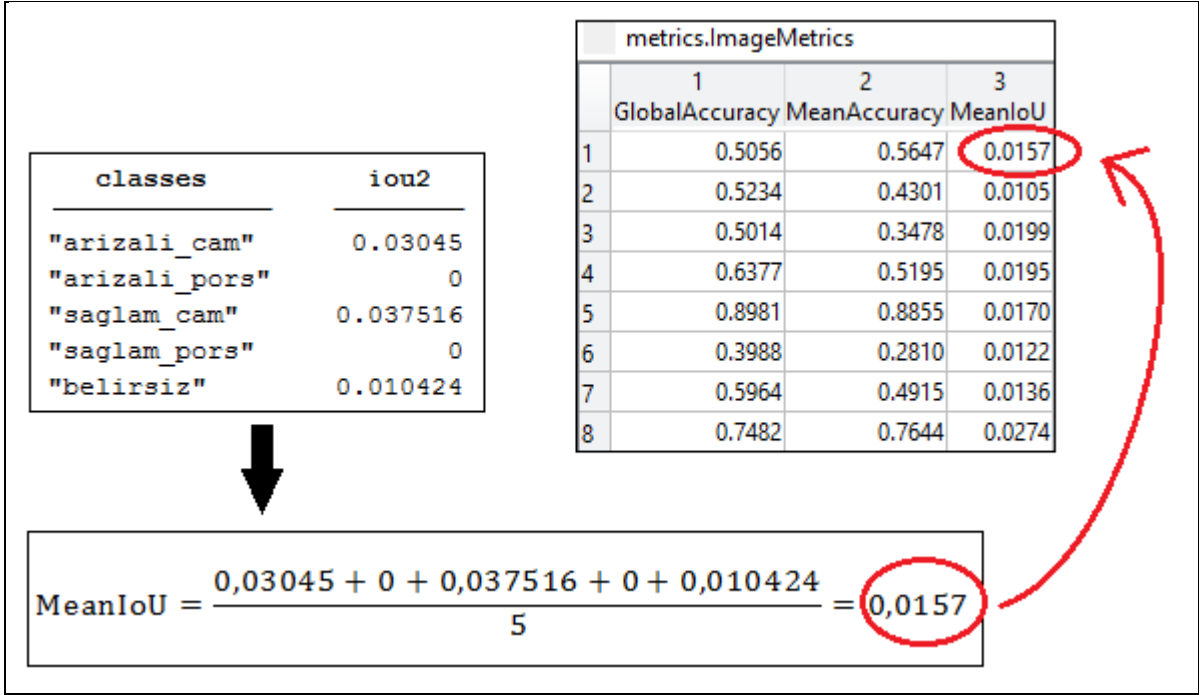 metrics.ImageMetrics
1 2 3
GlobalAccuracy MeanAccuracy MeanIoU
1 0.5056 0.5647 0.0157
2 0.5234 0.4301 0.0105
3 0.5014 0.3478 0.0199
4 0.6377 0.5195 0.0195
5 0.8981 0.8855 0.0170
6 0.3988 0.2810 0.0122
7 0.5964 0.4915 0.0136
8 0.7482 0.7644 0.0274
classes iou2
"arizali_cam" 0.03045
"arizali_pors" 0
"saglam_cam" 0.037516
"saglam_pors" 0
"belirsiz" 0.010424
0,03045 + 0 + 0,037516 + 0 + 0,010424
MeanIoU = = 0,0157
5